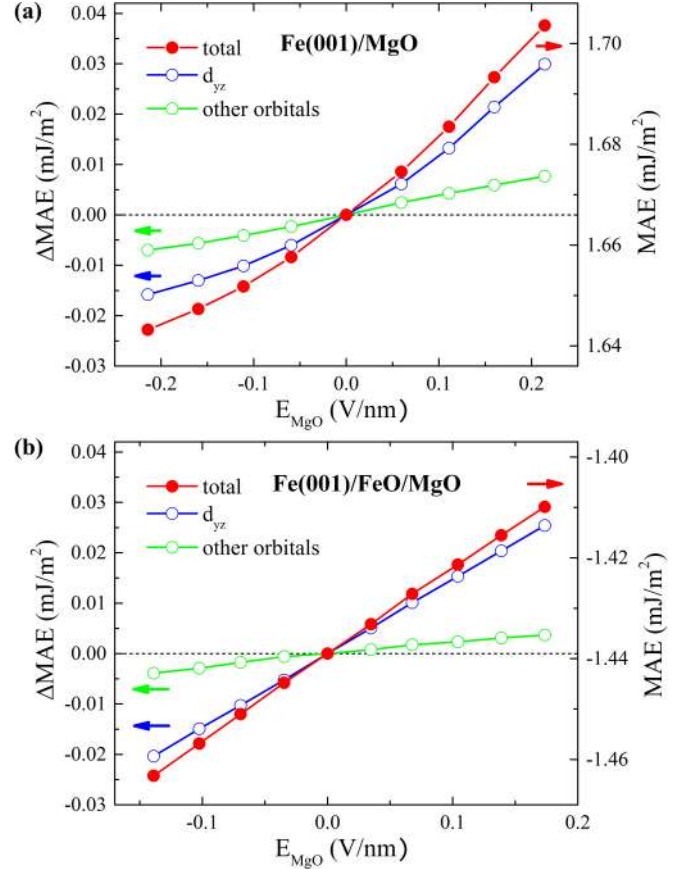 (a)
Fe(001)/MgO
total
d_yz
other orbitals
ΔMAE (mJ/m²)
0.04
0.03
0.02
0.01
0.00
-0.01
-0.02
-0.03
MAE (mJ/m²)
1.70
1.68
1.66
1.64
-0.2
-0.1
0.0
0.1
0.2
E_MgO (V/nm)
(b)
Fe(001)/FeO/MgO
total
d_yz
other orbitals
ΔMAE (mJ/m²)
0.04
0.03
0.02
0.01
0.00
-0.01
-0.02
-0.03
MAE (mJ/m²)
-1.40
-1.42
-1.44
-1.46
-0.1
0.0
0.1
0.2
E_MgO (V/nm)